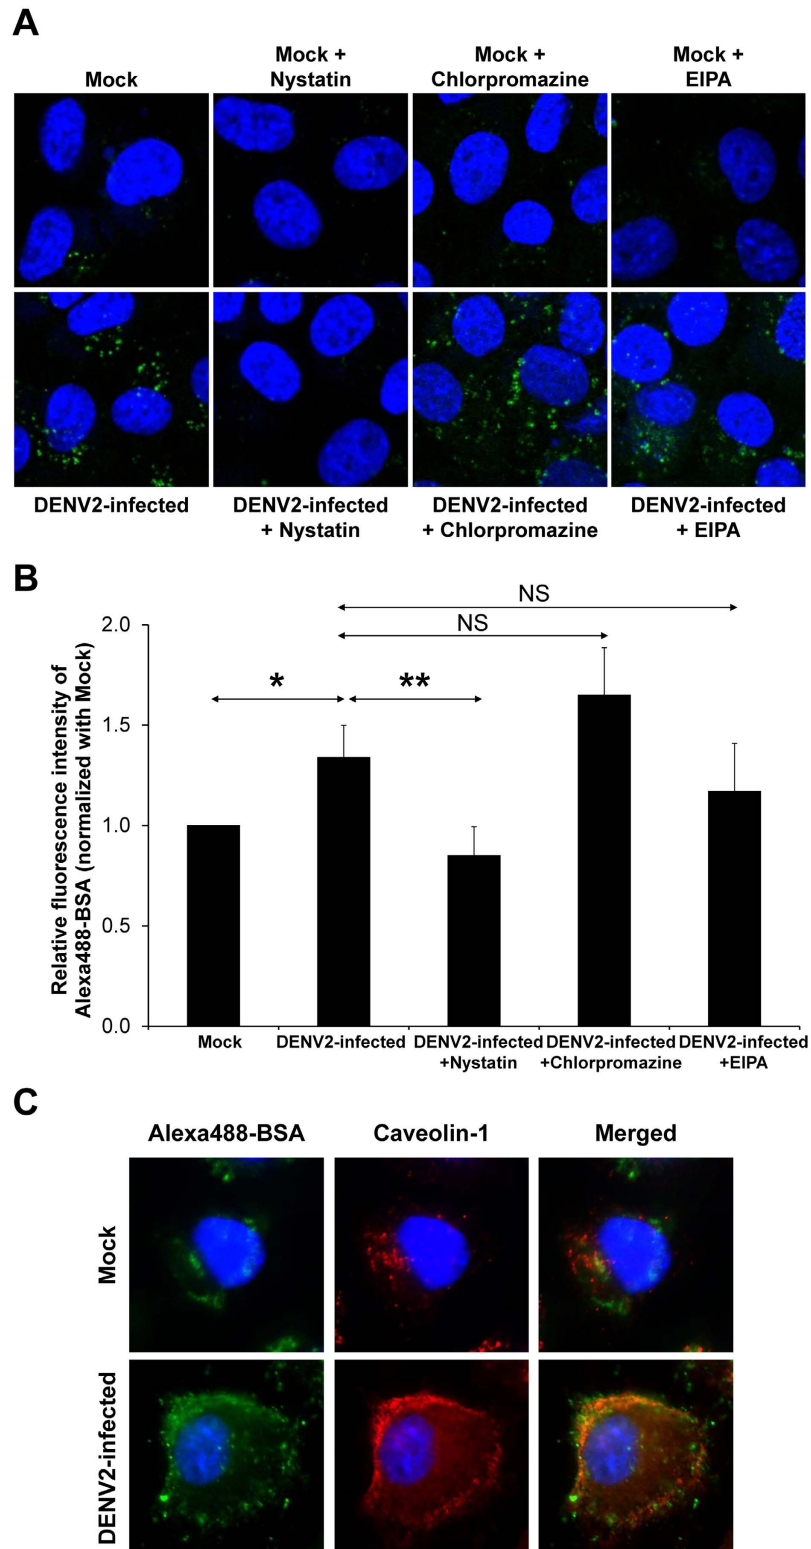 A
Mock
Mock +
Nystatin
Mock +
Chlorpromazine
Mock +
EIPA
DENV2-infected
DENV2-infected
+ Nystatin
DENV2-infected
+ Chlorpromazine
DENV2-infected
+ EIPA
B
Relative fluorescence intensity of
Alexa488-BSA (normalized with Mock)
2.0
1.5
1.0
0.5
0.0
NS
NS
*
**
Mock
DENV2-infected
DENV2-infected
+Nystatin
DENV2-infected
+Chlorpromazine
DENV2-infected
+EIPA
C
Alexa488-BSA
Caveolin-1
Merged
Mock
DENV2-infected